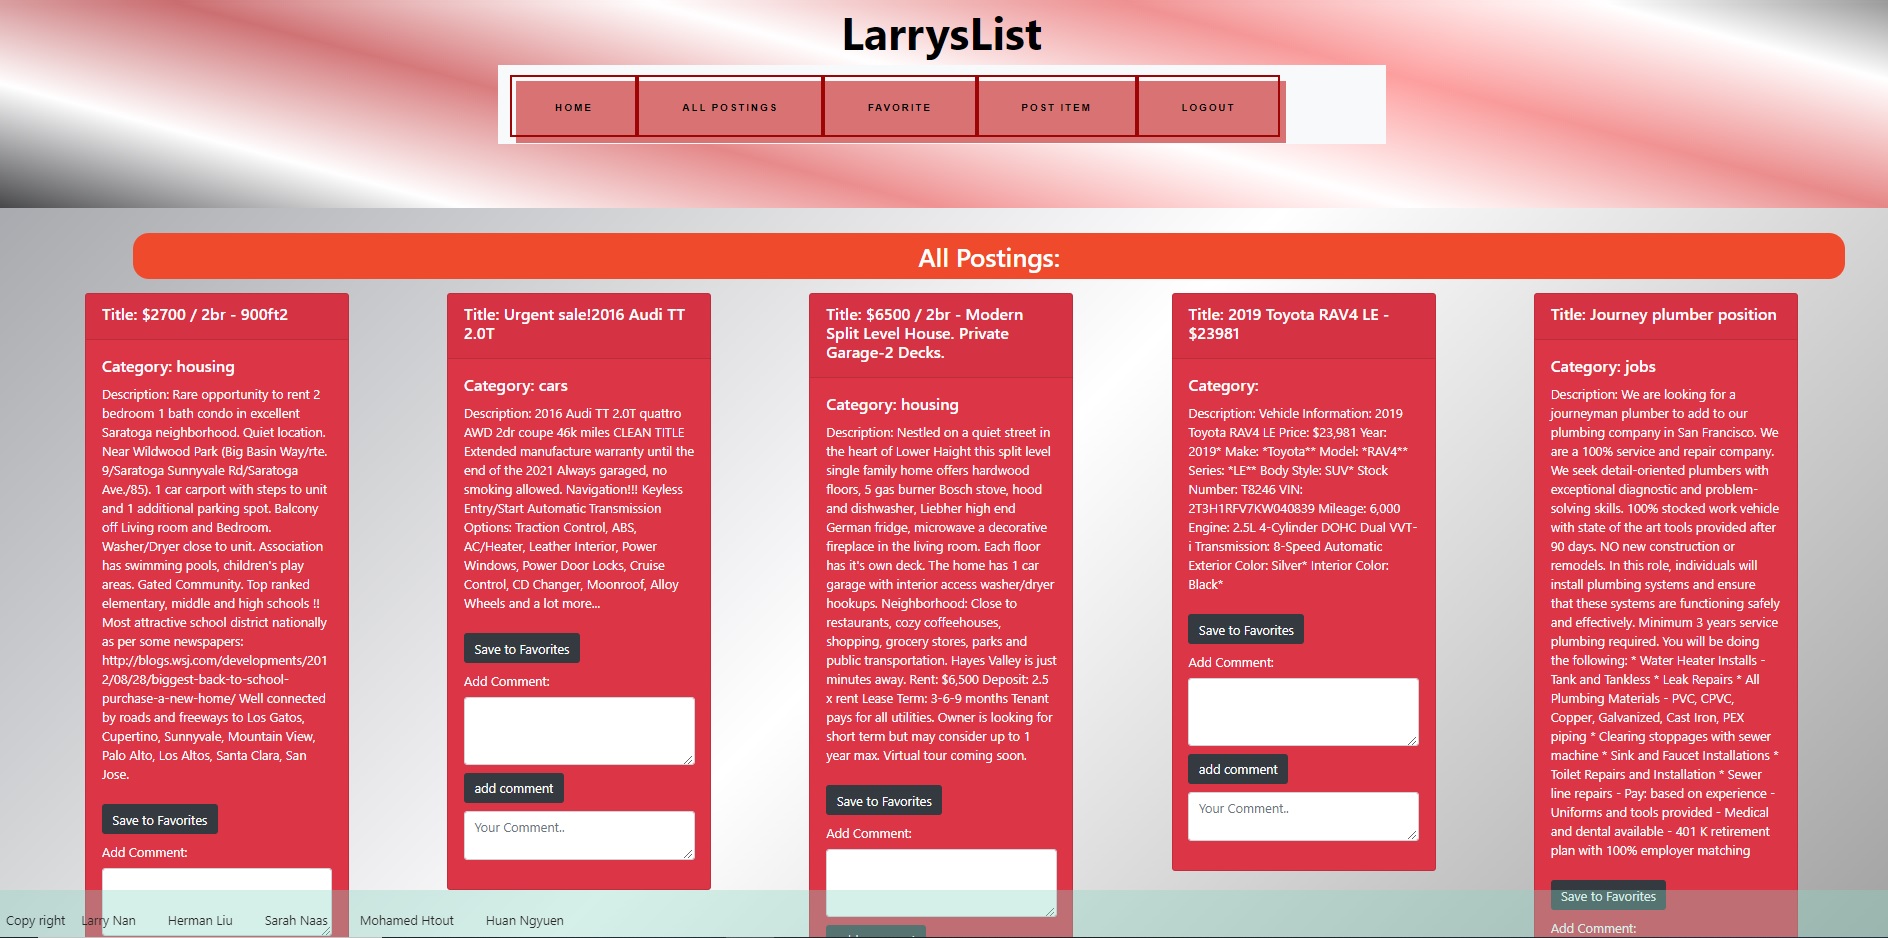 LarrysList
HOME
ALL POSTINGS
FAVORITE
POST ITEM
LOGOUT
All Postings:
Title: $2700 / 2br - 900ft2
Category: housing
Description: Rare opportunity to rent 2
bedroom 1 bath condo in excellent
Saratoga neighborhood. Quiet location.
Near Wildwood Park (Big Basin Way/rte.
9/Saratoga Sunnyvale Rd/Saratoga
Ave./85). 1 car carport with steps to unit
and 1 additional parking spot. Balcony
off Living room and Bedroom.
Washer/Dryer close to unit. Association
has swimming pools, children's play
areas. Gated Community. Top ranked
elementary, middle and high schools !!
Most attractive school district nationally
as per some newspapers:
http://blogs.wsj.com/developments/201
2/08/28/biggest-back-to-school-
purchase-a-new-home/ Well connected
by roads and freeways to Los Gatos,
Cupertino, Sunnyvale, Mountain View,
Palo Alto, Los Altos, Santa Clara, San
Jose.
Save to Favorites
Add Comment:
Title: Urgent sale!2016 Audi TT
2.0T
Category: cars
Description: 2016 Audi TT 2.0T quattro
AWD 2dr coupe 46k miles CLEAN TITLE
Extended manufacture warranty until the
end of the 2021 Always garaged, no
smoking allowed. Navigation!!! Keyless
Entry/Start Automatic Transmission
Options: Traction Control, ABS,
AC/Heater, Leather Interior, Power
Windows, Power Door Locks, Cruise
Control, CD Changer, Moonroof, Alloy
Wheels and a lot more...
Save to Favorites
Add Comment:
add comment
Your Comment..
Title: $6500 / 2br - Modern
Split Level House. Private
Garage-2 Decks.
Category: housing
Description: Nestled on a quiet street in
the heart of Lower Haight this split level
single family home offers hardwood
floors, 5 gas burner Bosch stove, hood
and dishwasher, Liebher high end
German fridge, microwave a decorative
fireplace in the living room. Each floor
has it's own deck. The home has 1 car
garage with interior access washer/dryer
hookups. Neighborhood: Close to
restaurants, cozy coffeehouses,
shopping, grocery stores, parks and
public transportation. Hayes Valley is just
minutes away. Rent: $6,500 Deposit: 2.5
x rent Lease Term: 3-6-9 months Tenant
pays for all utilities. Owner is looking for
short term but may consider up to 1
year max. Virtual tour coming soon.
Save to Favorites
Add Comment:
Title: 2019 Toyota RAV4 LE -
$23981
Category:
Description: Vehicle Information: 2019
Toyota RAV4 LE Price: $23,981 Year:
2019* Make: *Toyota** Model: *RAV4**
Series: *LE** Body Style: SUV* Stock
Number: T8246 VIN:
2T3H1RFV7KW040839 Mileage: 6,000
Engine: 2.5L 4-Cylinder DOHC Dual VVT-
i Transmission: 8-Speed Automatic
Exterior Color: Silver* Interior Color:
Black*
Save to Favorites
Add Comment:
add comment
Your Comment..
Title: Journey plumber position
Category: jobs
Description: We are looking for a
journeyman plumber to add to our
plumbing company in San Francisco. We
are a 100% service and repair company.
We seek detail-oriented plumbers with
exceptional diagnostic and problem-
solving skills. 100% stocked work vehicle
with state of the art tools provided after
90 days. NO new construction or
remodels. In this role, individuals will
install plumbing systems and ensure
that these systems are functioning safely
and effectively. Minimum 3 years service
plumbing required. You will be doing
the following: * Water Heater Installs -
Tank and Tankless * Leak Repairs * All
Plumbing Materials - PVC, CPVC,
Copper, Galvanized, Cast Iron, PEX
piping * Clearing stoppages with sewer
machine * Sink and Faucet Installations *
Toilet Repairs and Installation * Sewer
line repairs - Pay: based on experience -
Uniforms and tools provided - Medical
and dental available - 401 K retirement
plan with 100% employer matching
Save to Favorites
Add Comment:
Copy right Larry Nan Herman Liu Sarah Naas Mohamed Htout Huan Ngyuen